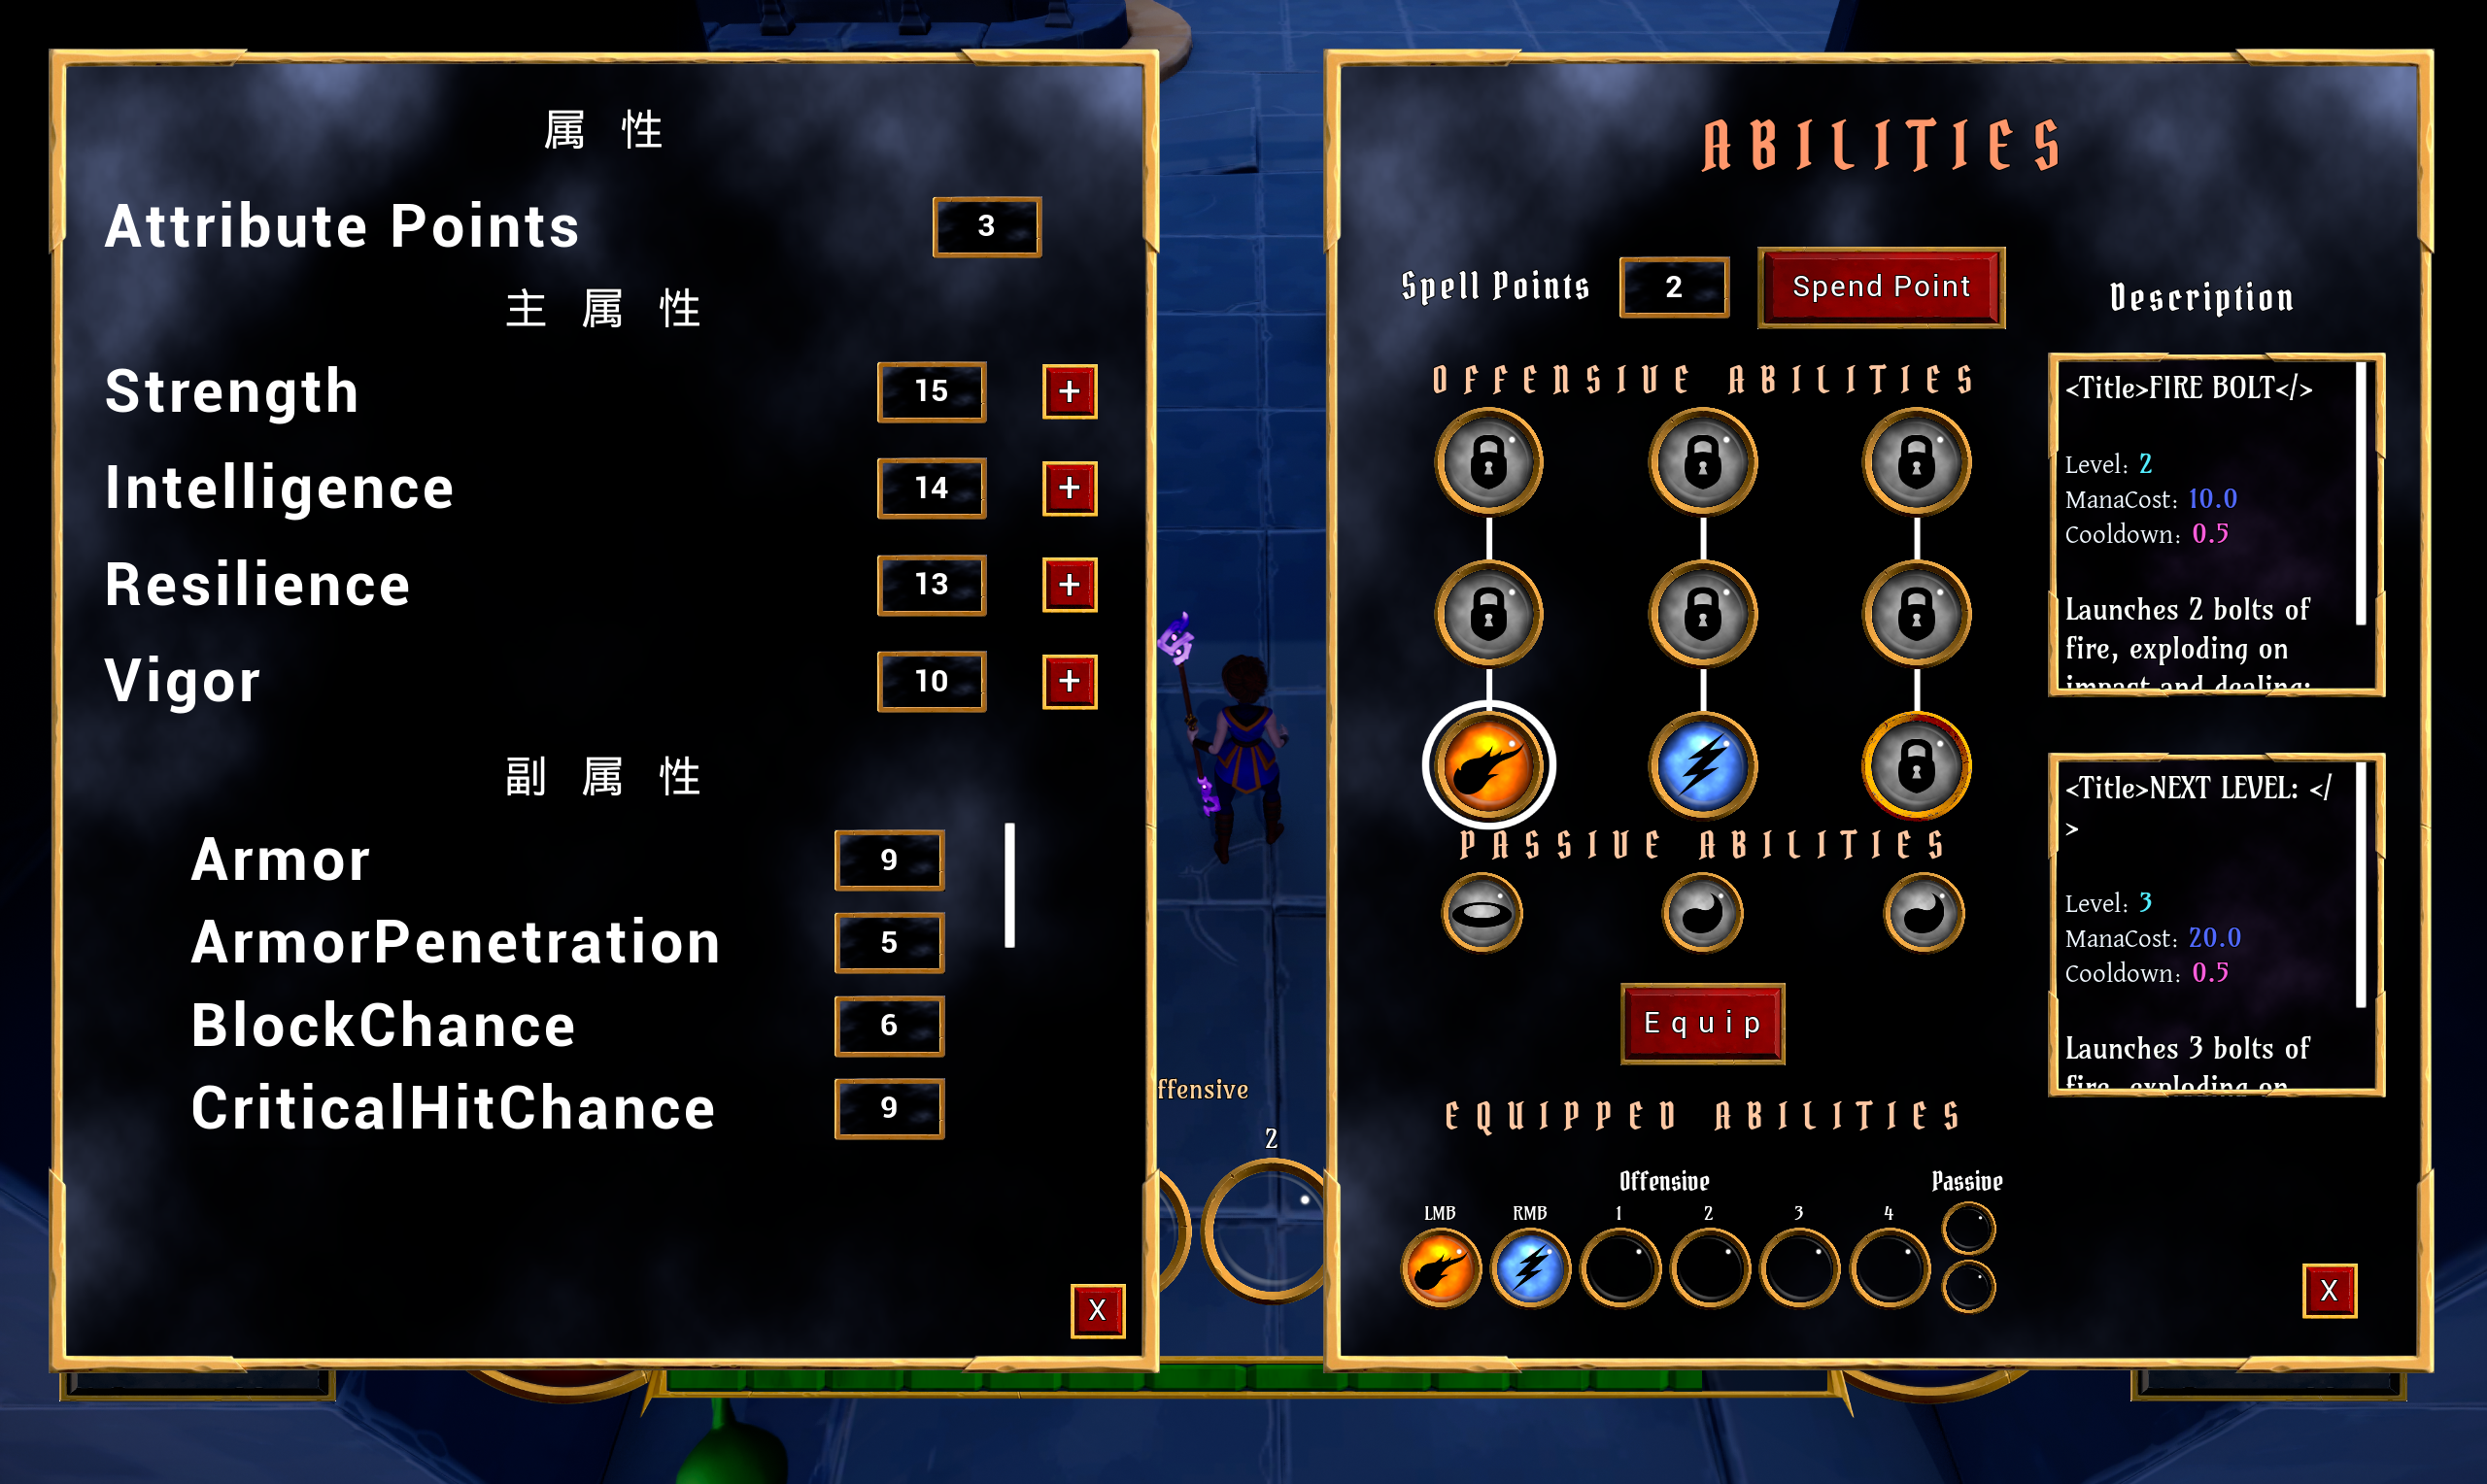 属 性
Attribute Points 3
主 属 性
Strength 15 +
Intelligence 14 +
Resilience 13 +
Vigor 10 +
副 属 性
Armor 9
ArmorPenetration 5
BlockChance 6
CriticalHitChance 9
X
ffensive
2
ABILITIES
Spell Points 2 Spend Point
OFFENSIVE ABILITIES
PASSIVE ABILITIES
Equip
EQUIPPED ABILITIES
Offensive Passive
LMB RMB 1 2 3 4
Description
<Title>FIRE BOLT</>
Level: 2
ManaCost: 10.0
Cooldown: 0.5
Launches 2 bolts of
fire, exploding on
impact and dealing:
<Title>NEXT LEVEL: </
>
Level: 3
ManaCost: 20.0
Cooldown: 0.5
Launches 3 bolts of
fire, exploding on
X